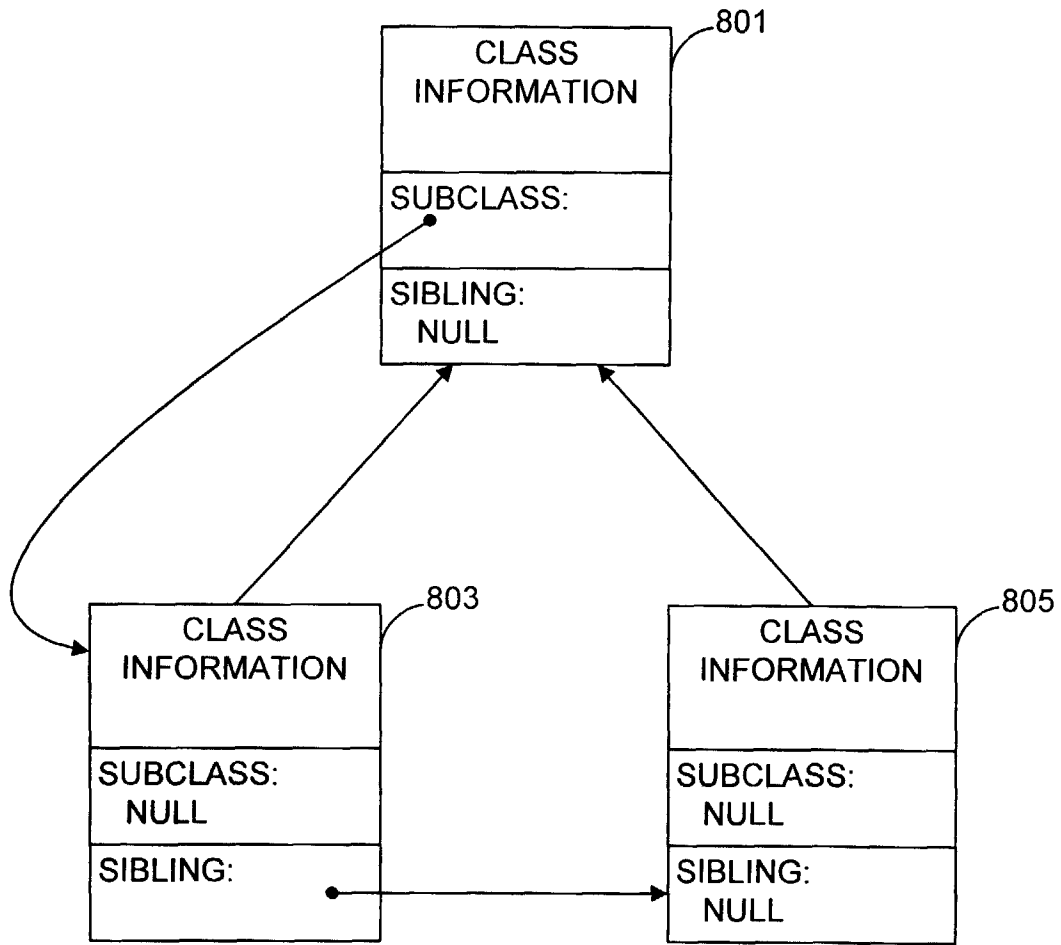 801
CLASS
INFORMATION
SUBCLASS:
SIBLING:
NULL
803
CLASS
INFORMATION
SUBCLASS:
NULL
SIBLING:
805
CLASS
INFORMATION
SUBCLASS:
NULL
SIBLING:
NULL